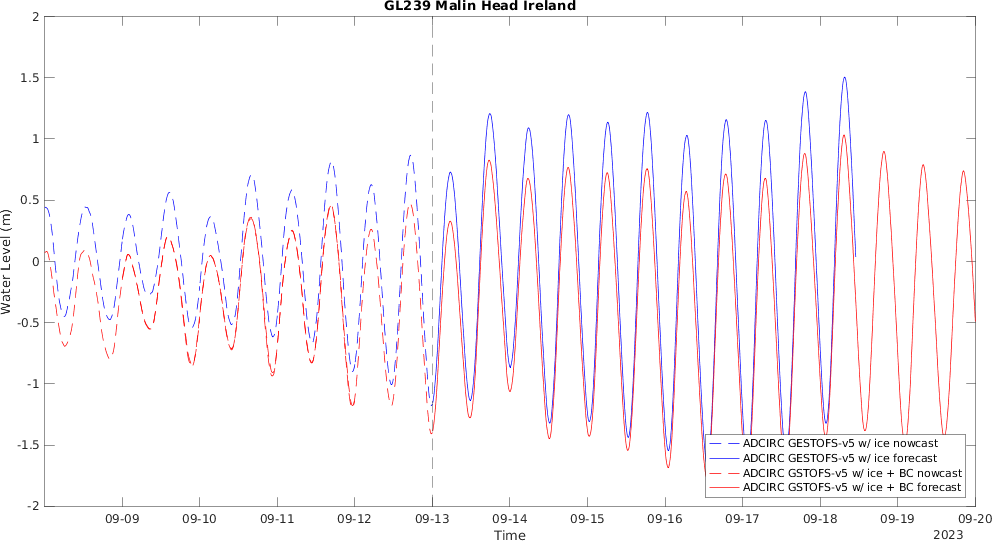 GL239 Malin Head Ireland
2
1.5
1
0.5
0
-0.5
-1
-1.5
-2
Water Level (m)
ADCIRC GESTOFS-v5 w/ ice nowcast
ADCIRC GESTOFS-v5 w/ ice forecast
ADCIRC GSTOFS-v5 w/ ice + BC nowcast
ADCIRC GSTOFS-v5 w/ ice + BC forecast
09-09 09-10 09-11 09-12 09-13 09-14 09-15 09-16 09-17 09-18 09-19 09-20
Time
2023